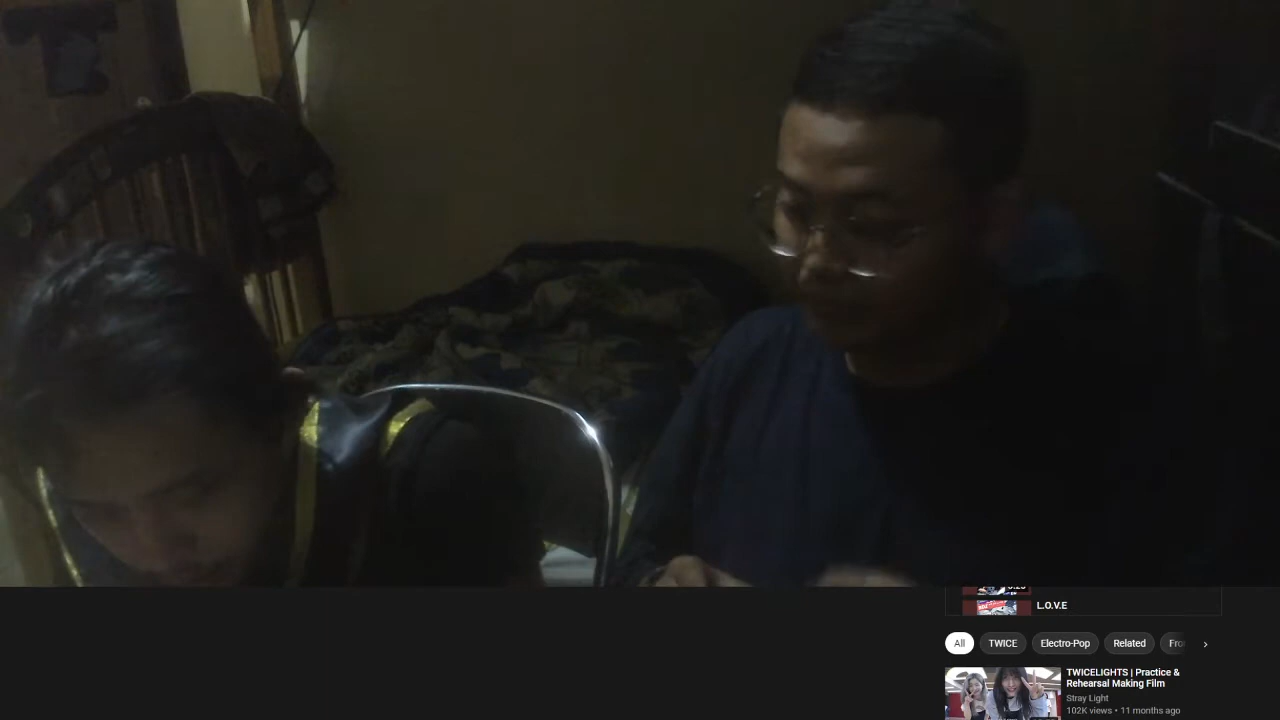 L.O.V.E
All TWICE Electro-Pop Related
TWICELIGHTS | Practice &
Rehearsal Making Film
Stray Light
102K views • 11 months ago